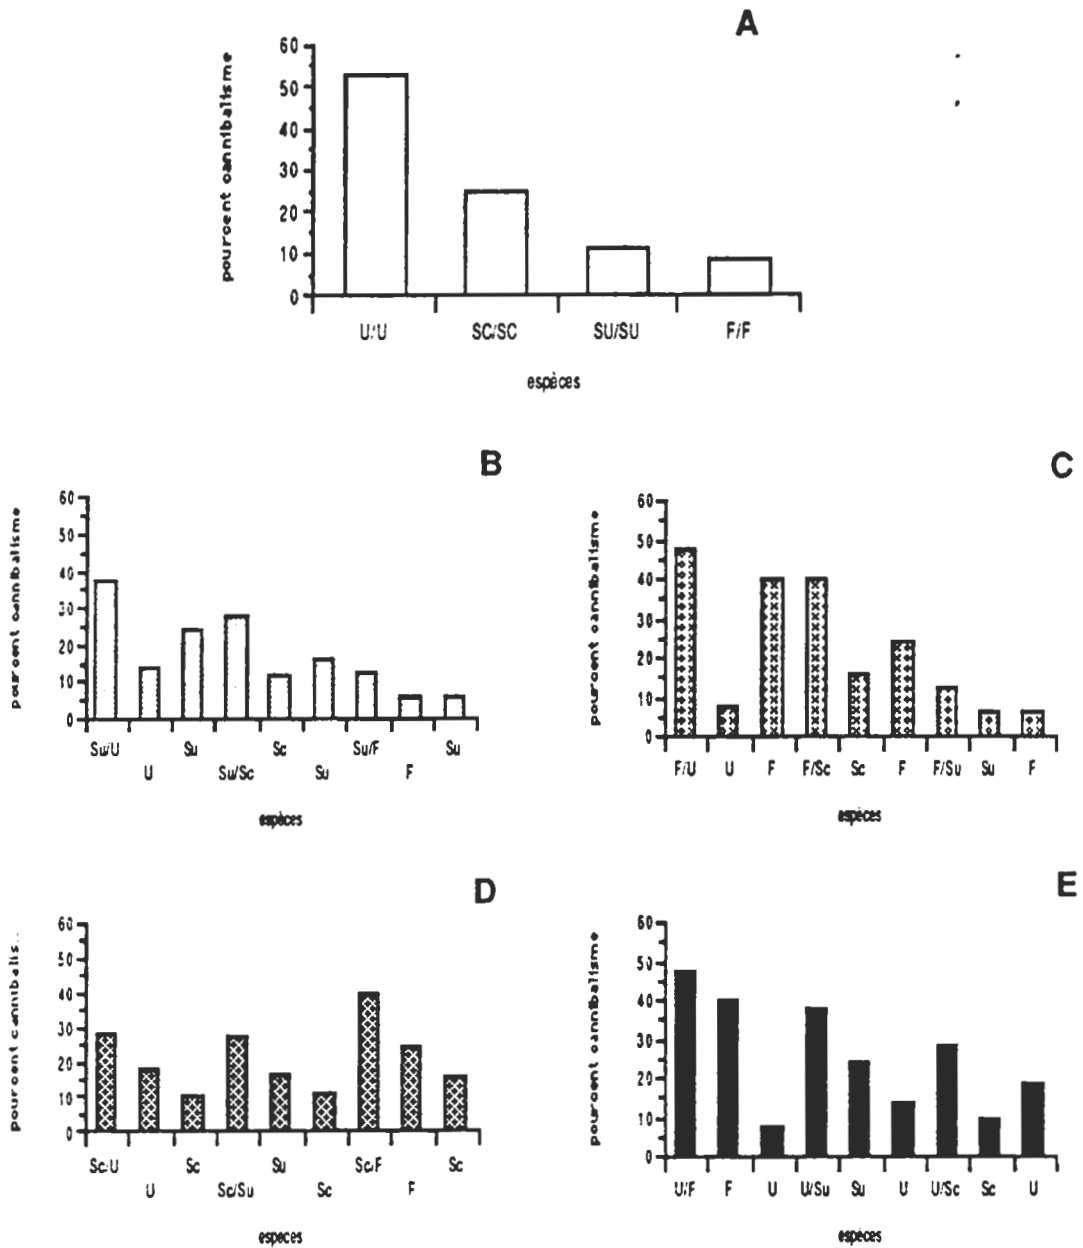 A
pourcent cannibalisme
60
50
40
30
20
10
0
U/U SC/SC SU/SU F/F
espèces
B
pourcent cannibalisme
60
50
40
30
20
10
0
Su/U Su Sc Su/F Su
U Su/Sc Su F
espèces
C
pourcent cannibalisme
60
50
40
30
20
10
0
F/U U F F/Sc Sc F F/Su Su F
espèces
D
pourcent cannibalis..
60
50
40
30
20
10
0
Sc/U Sc Su Sc/F Sc
U Sc/Su Sc F
espèces
E
pourcent cannibalisme
60
50
40
30
20
10
0
U/F F U U/Su Su U U/Sc Sc U
espèces